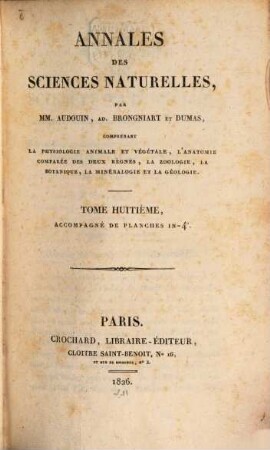 ANNALES
DES
SCIENCES NATURELLES,
PAR
MM. AUDOUIN, AD. BRONGNIART ET DUMAS,
COMPRENANT
LA PHYSIOLOGIE ANIMALE ET VÉGÉTALE, L'ANATOMIE
COMPARÉE DES DEUX RÈGNES, LA ZOOLOGIE, LA
BOTANIQUE, LA MINÉRALOGIE ET LA GÉOLOGIE.
TOME HUITIÈME,
ACCOMPAGNÉ DE PLANCHES IN-4°.
PARIS.
CROCHARD, LIBRAIRE-ÉDITEUR,
CLOITRE SAINT-BENOIT, No 16,
1826.